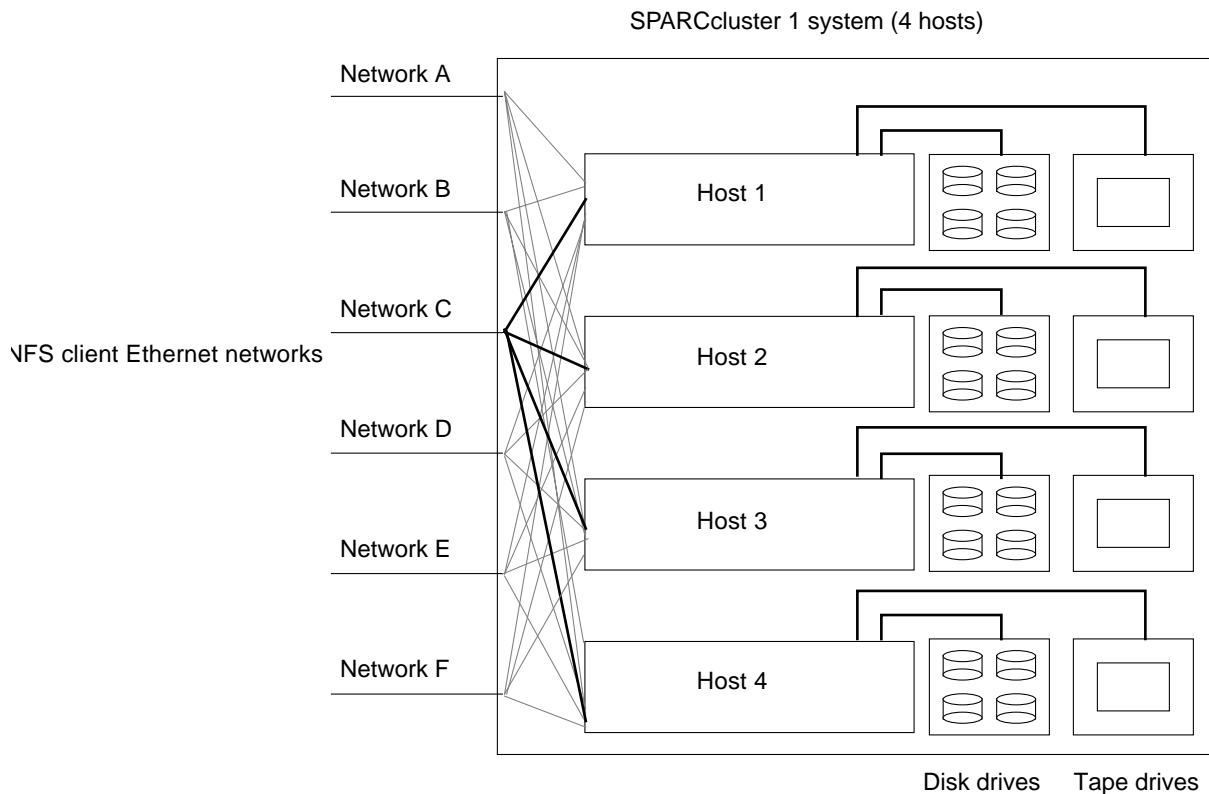 SPARCcluster 1 system (4 hosts)
Network A
Network B
Network C
NFS client Ethernet networks
Network D
Network E
Network F
Host 1
Host 2
Host 3
Host 4
Disk drives
Tape drives